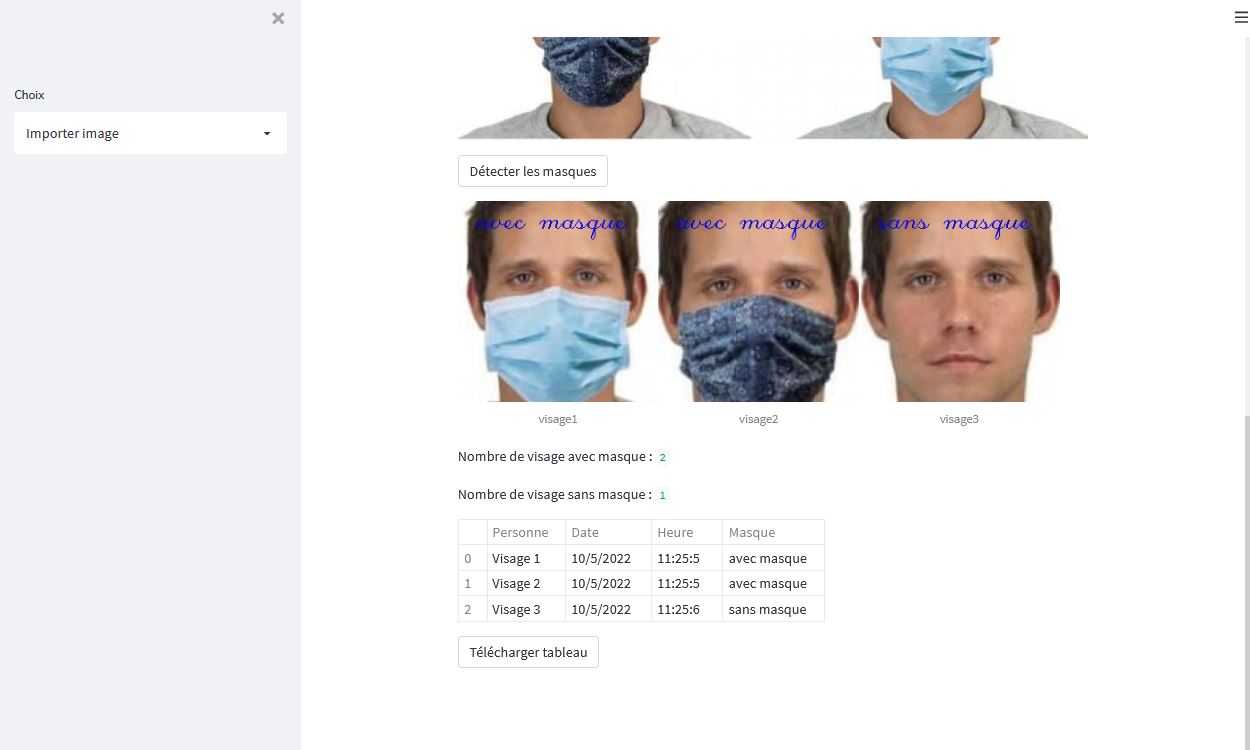 Choix
Importer image
Détecter les masques
avec masque avec masque sans masque
visage1 visage2 visage3
Nombre de visage avec masque : 2
Nombre de visage sans masque : 1
Personne Date Heure Masque
0 Visage 1 10/5/2022 11:25:5 avec masque
1 Visage 2 10/5/2022 11:25:5 avec masque
2 Visage 3 10/5/2022 11:25:6 sans masque
Télécharger tableau